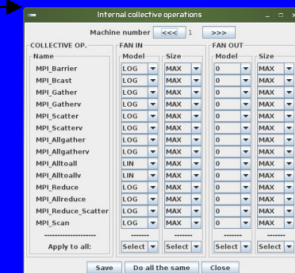 Internal collective operations
Machine number <<< 1 >>>
COLLECTIVE OP. FAN IN FAN OUT
Name Model Size Model Size
MPI_Barrier LOG MAX 0 MAX
MPI_Bcast LOG MAX 0 MAX
MPI_Gather LOG MAX 0 MAX
MPI_Gatherv LOG MAX 0 MAX
MPI_Scatter LOG MAX 0 MAX
MPI_Scatterv LOG MAX 0 MAX
MPI_Allgather LOG MAX 0 MAX
MPI_Allgatherv LOG MAX 0 MAX
MPI_Alltoall LIN MAX 0 MAX
MPI_Alltoallv LIN MAX 0 MAX
MPI_Reduce LOG MAX 0 MAX
MPI_Allreduce LOG MAX 0 MAX
MPI_Reduce_Scatter LOG MAX 0 MAX
MPI_Scan LOG MAX 0 MAX
-------------------- ------- ------- ------- -------
Apply to all: Select Select Select Select
Save Do all the same Close